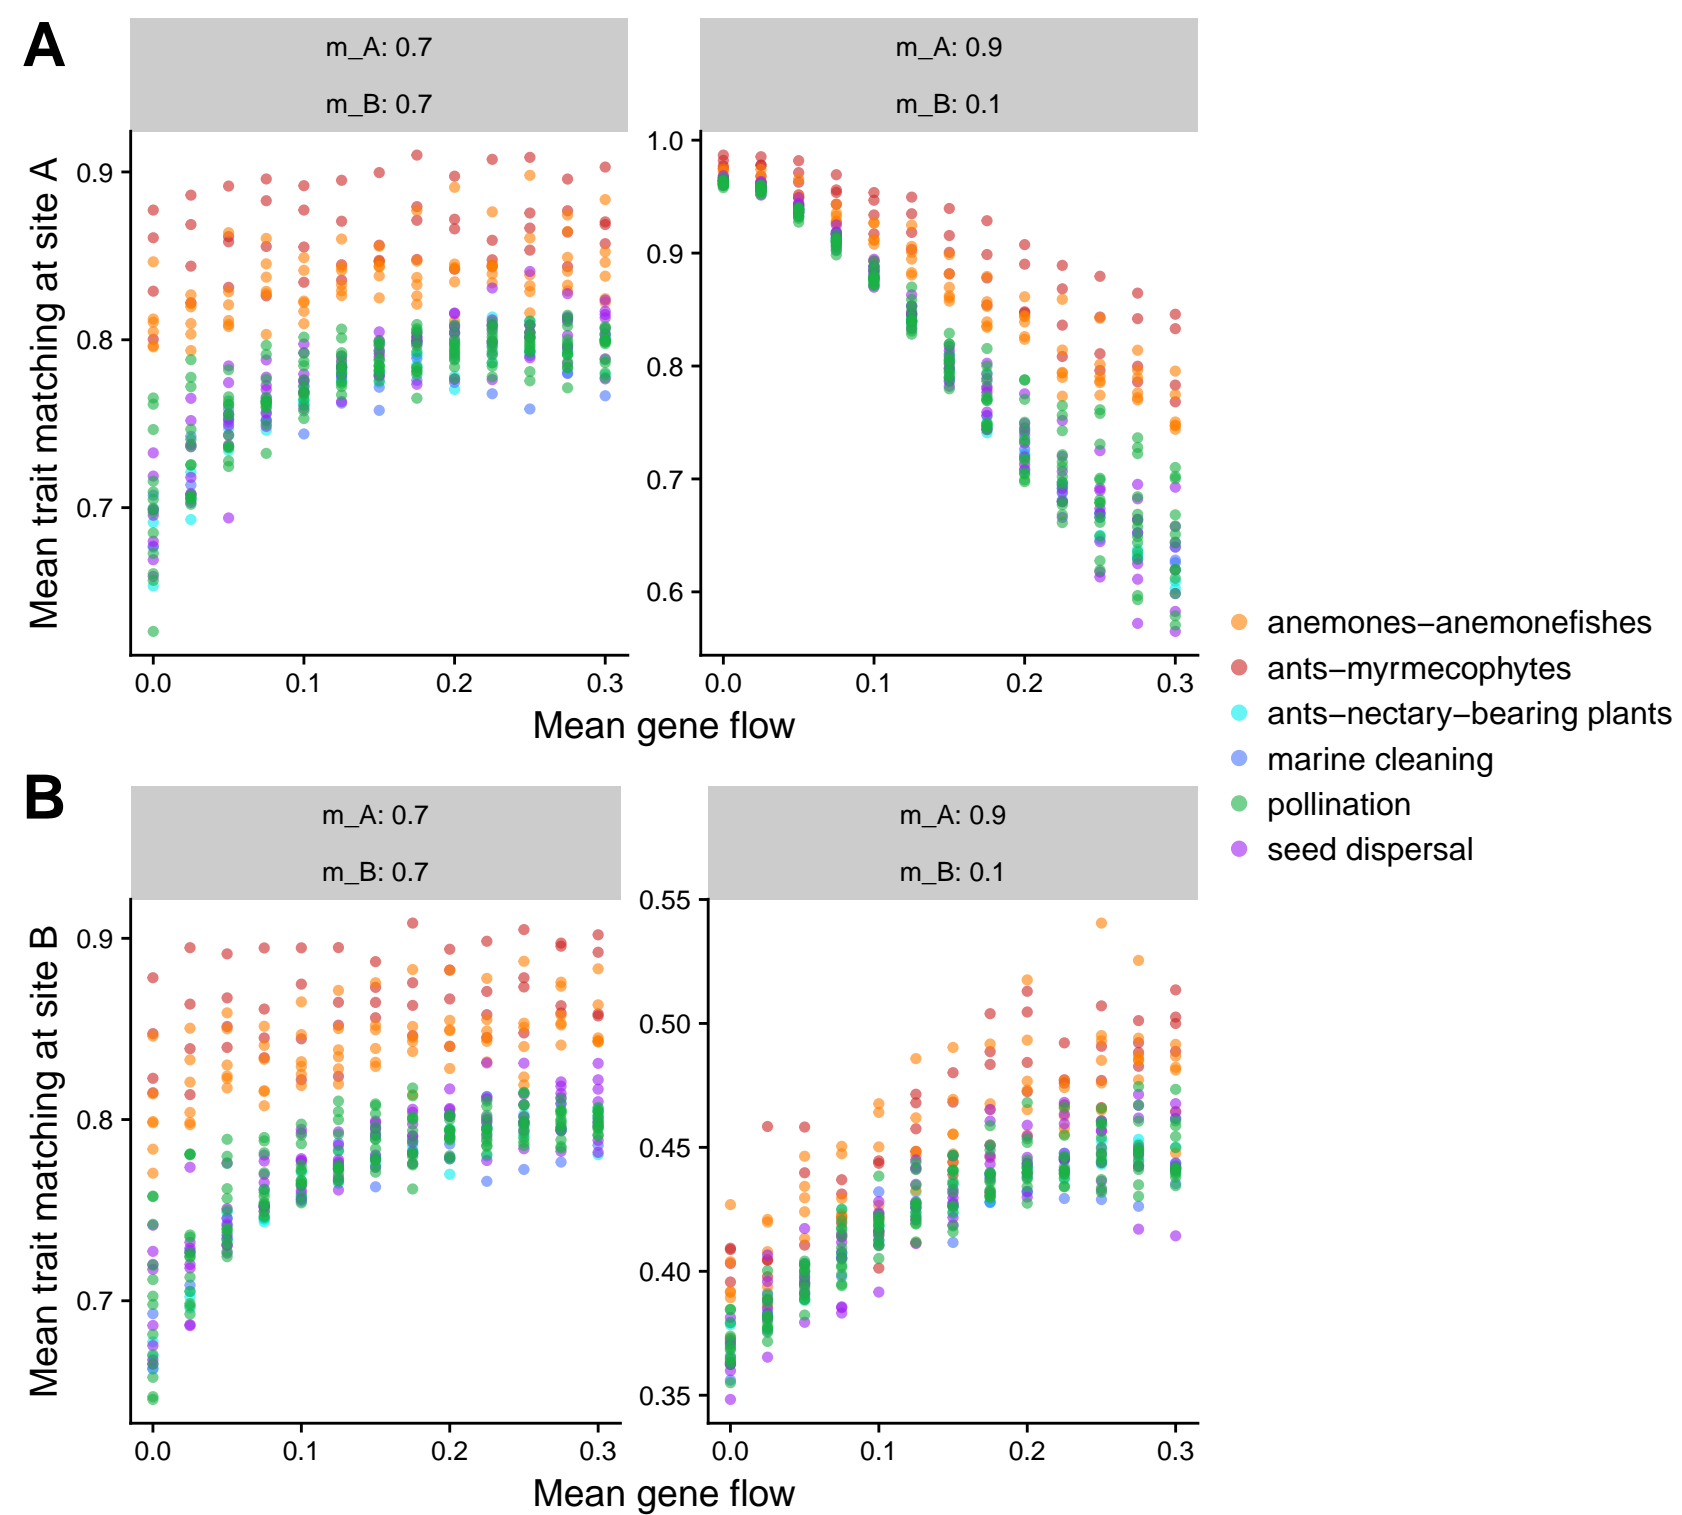 A
m_A: 0.7
m_B: 0.7
m_A: 0.9
m_B: 0.1
Mean trait matching at site A
0.9
0.8
0.7
1.0
0.9
0.8
0.7
0.6
0.0 0.1 0.2 0.3
0.0 0.1 0.2 0.3
Mean gene flow
anemones−anemonefishes
ants−myrmecophytes
ants−nectary−bearing plants
marine cleaning
pollination
seed dispersal
B
m_A: 0.7
m_B: 0.7
m_A: 0.9
m_B: 0.1
Mean trait matching at site B
0.9
0.8
0.7
0.55
0.50
0.45
0.40
0.35
0.0 0.1 0.2 0.3
0.0 0.1 0.2 0.3
Mean gene flow